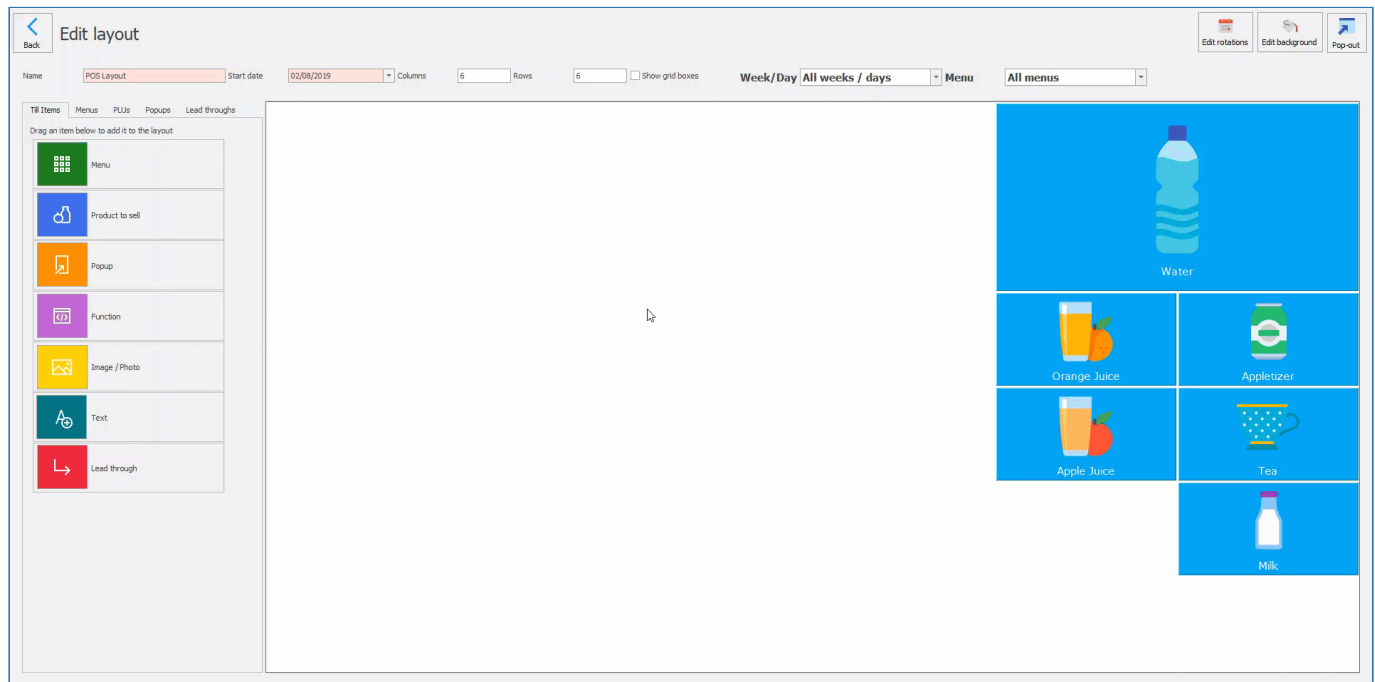 Back
Edit layout
Edit rotations
Edit background
Pop-out
Name POS Layout Start date 02/08/2019 Columns 6 Rows 6 Show grid boxes Week/Day All weeks / days Menu All menus
Till Items Menus PLUs Popups Lead throughs
Drag an item below to add it to the layout
Menu
Product to sell
Popup
Function
Image / Photo
Text
Lead through
Water
Orange Juice
Appletizer
Apple Juice
Tea
Milk